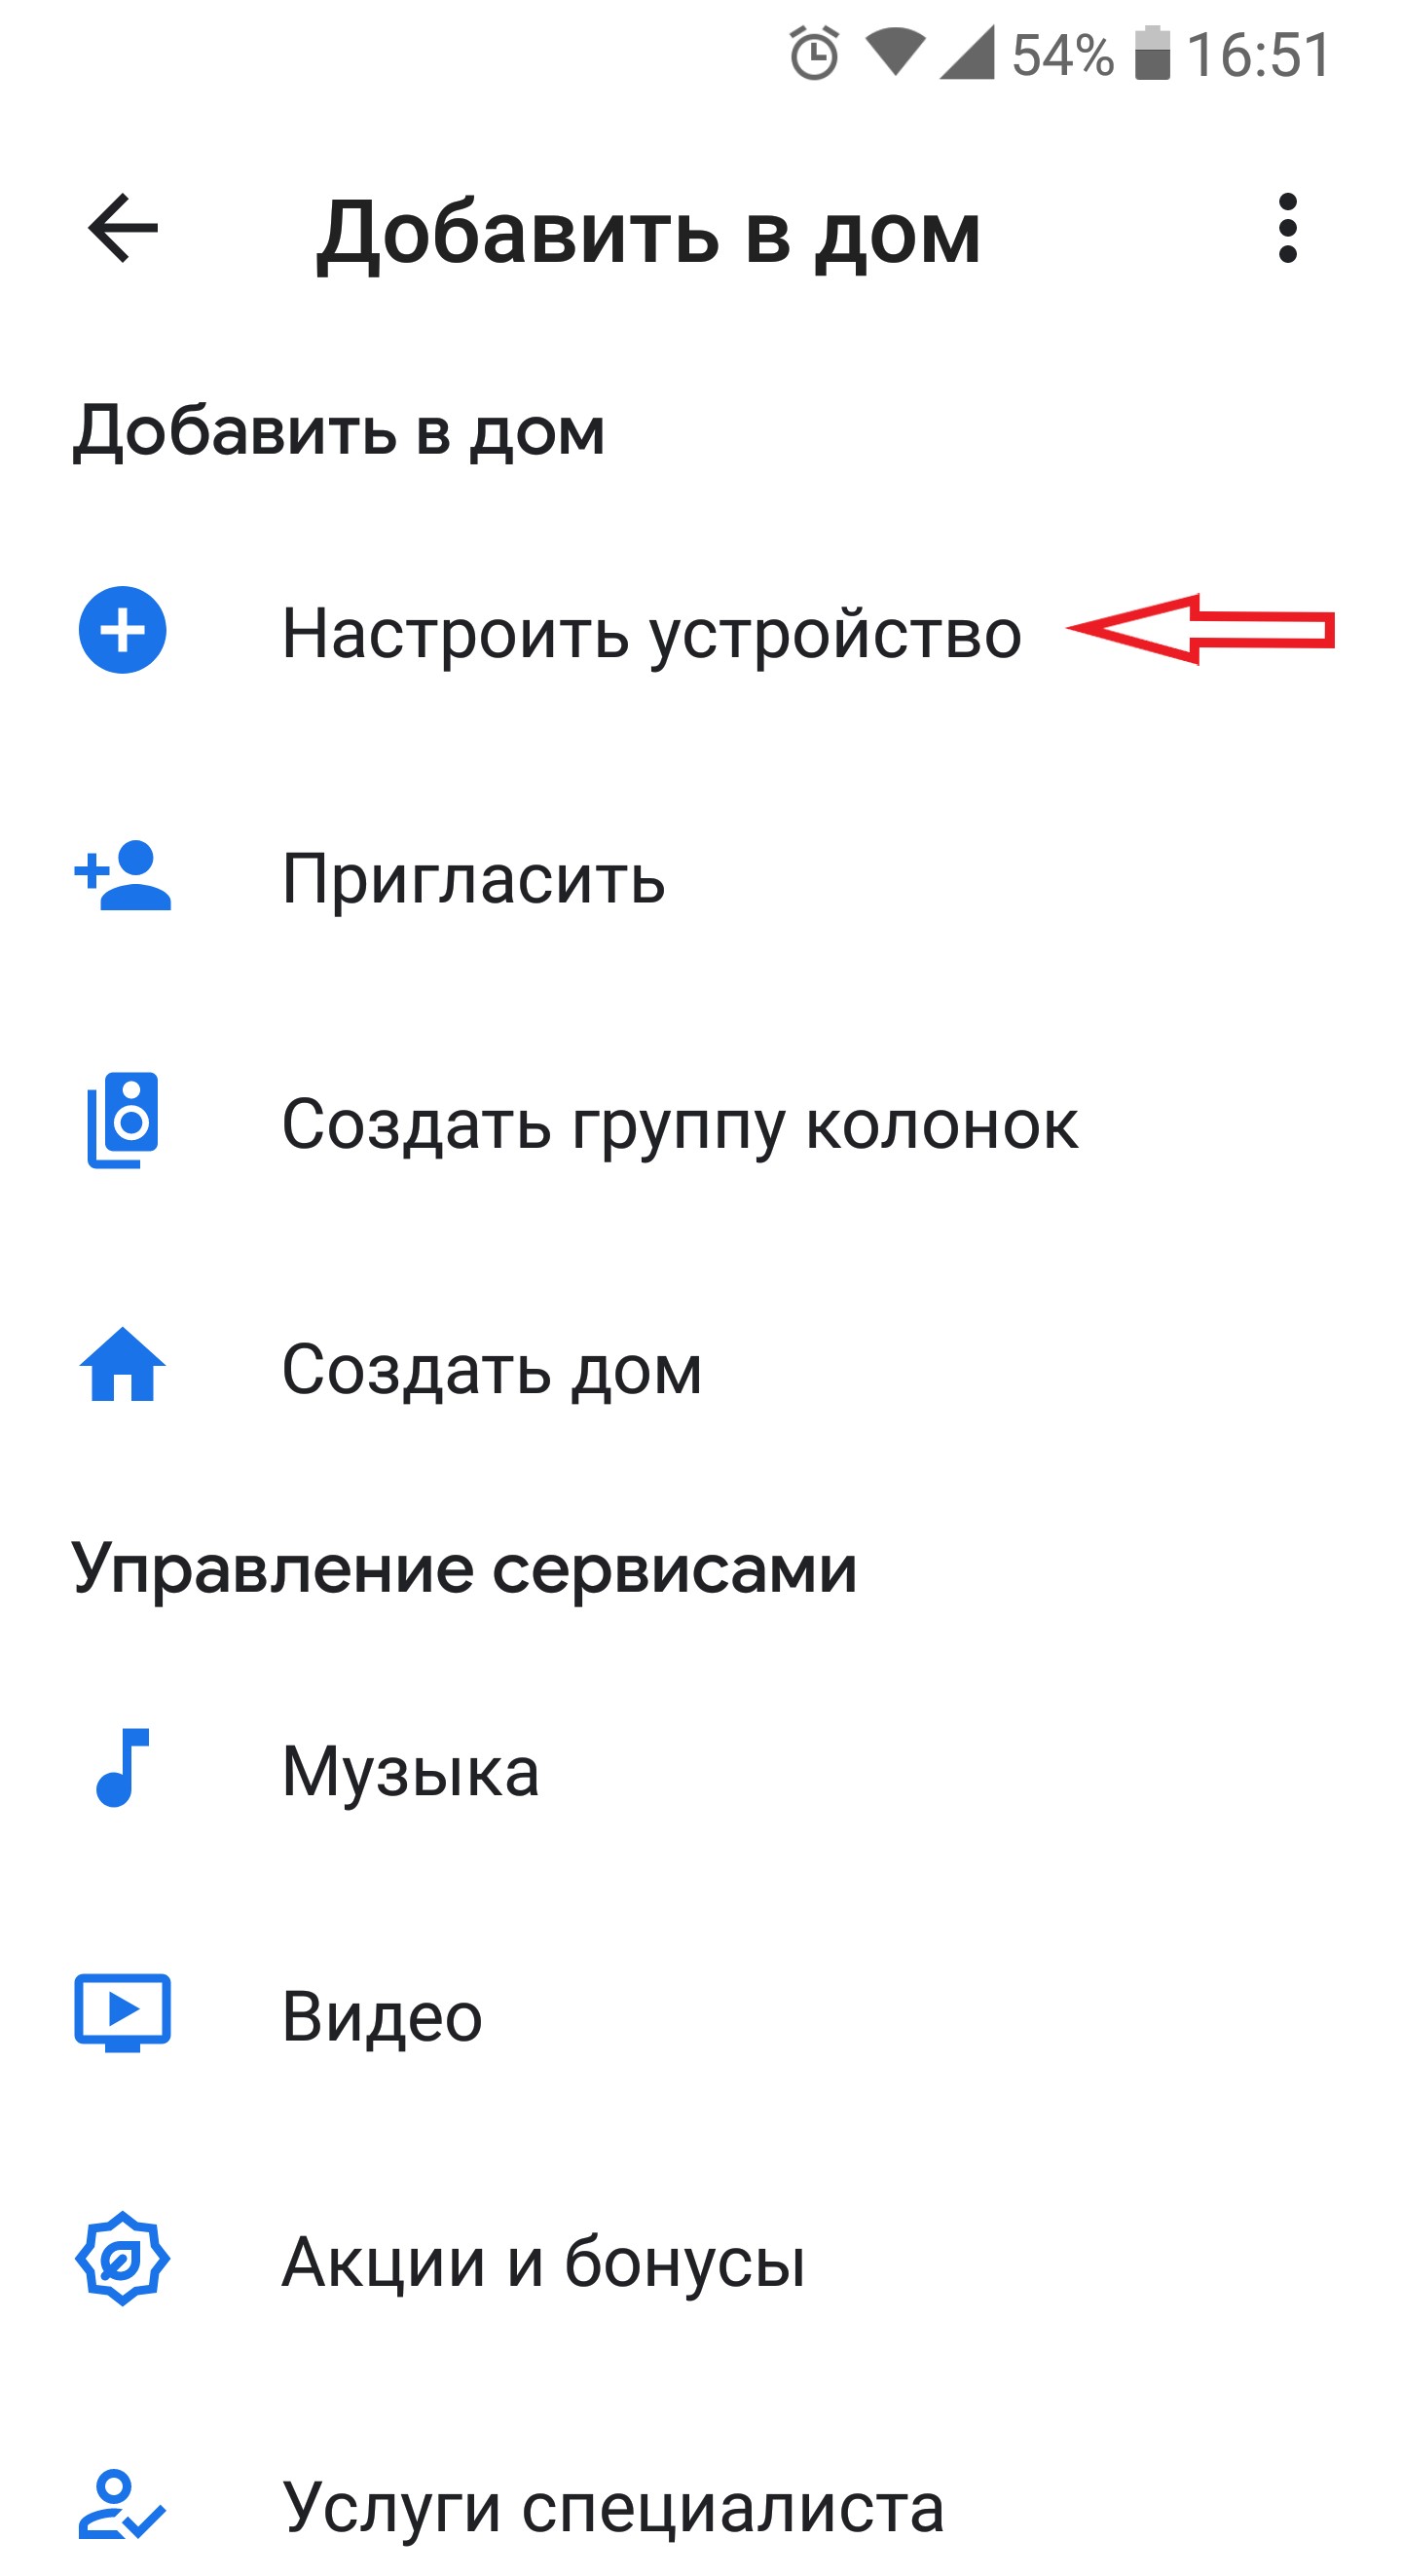 54% 16:51
Добавить в дом
Добавить в дом
Настроить устройство
Пригласить
Создать группу колонок
Создать дом
Управление сервисами
Музыка
Видео
Акции и бонусы
Услуги специалиста